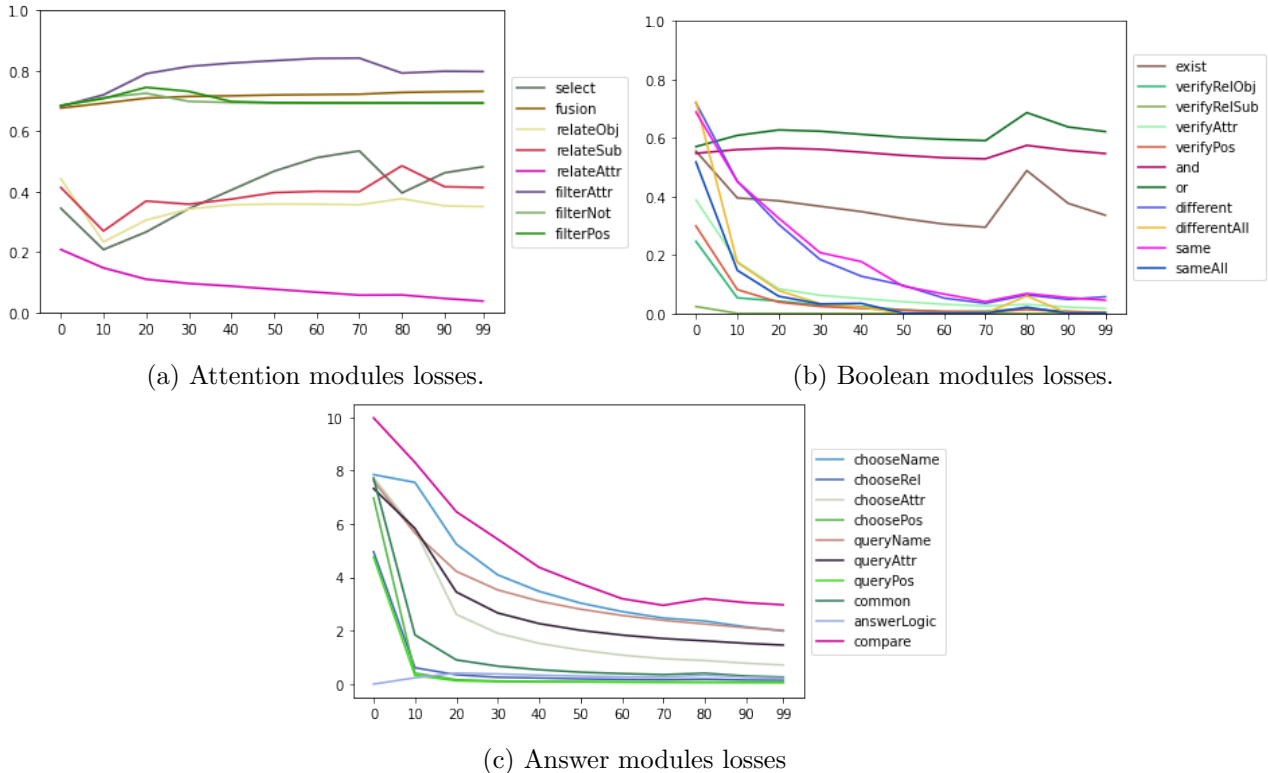 1.0
0.8
0.6
0.4
0.2
0.0
0 10 20 30 40 50 60 70 80 90 99
select
fusion
relateObj
relateSub
relateAttr
filterAttr
filterNot
filterPos
(a) Attention modules losses.
1.0
0.8
0.6
0.4
0.2
0.0
0 10 20 30 40 50 60 70 80 90 99
exist
verifyRelObj
verifyRelSub
verifyAttr
verifyPos
and
or
different
differentAll
same
sameAll
(b) Boolean modules losses.
10
8
6
4
2
0
0 10 20 30 40 50 60 70 80 90 99
chooseName
chooseRel
chooseAttr
choosePos
queryName
queryAttr
queryPos
common
answerLogic
compare
(c) Answer modules losses